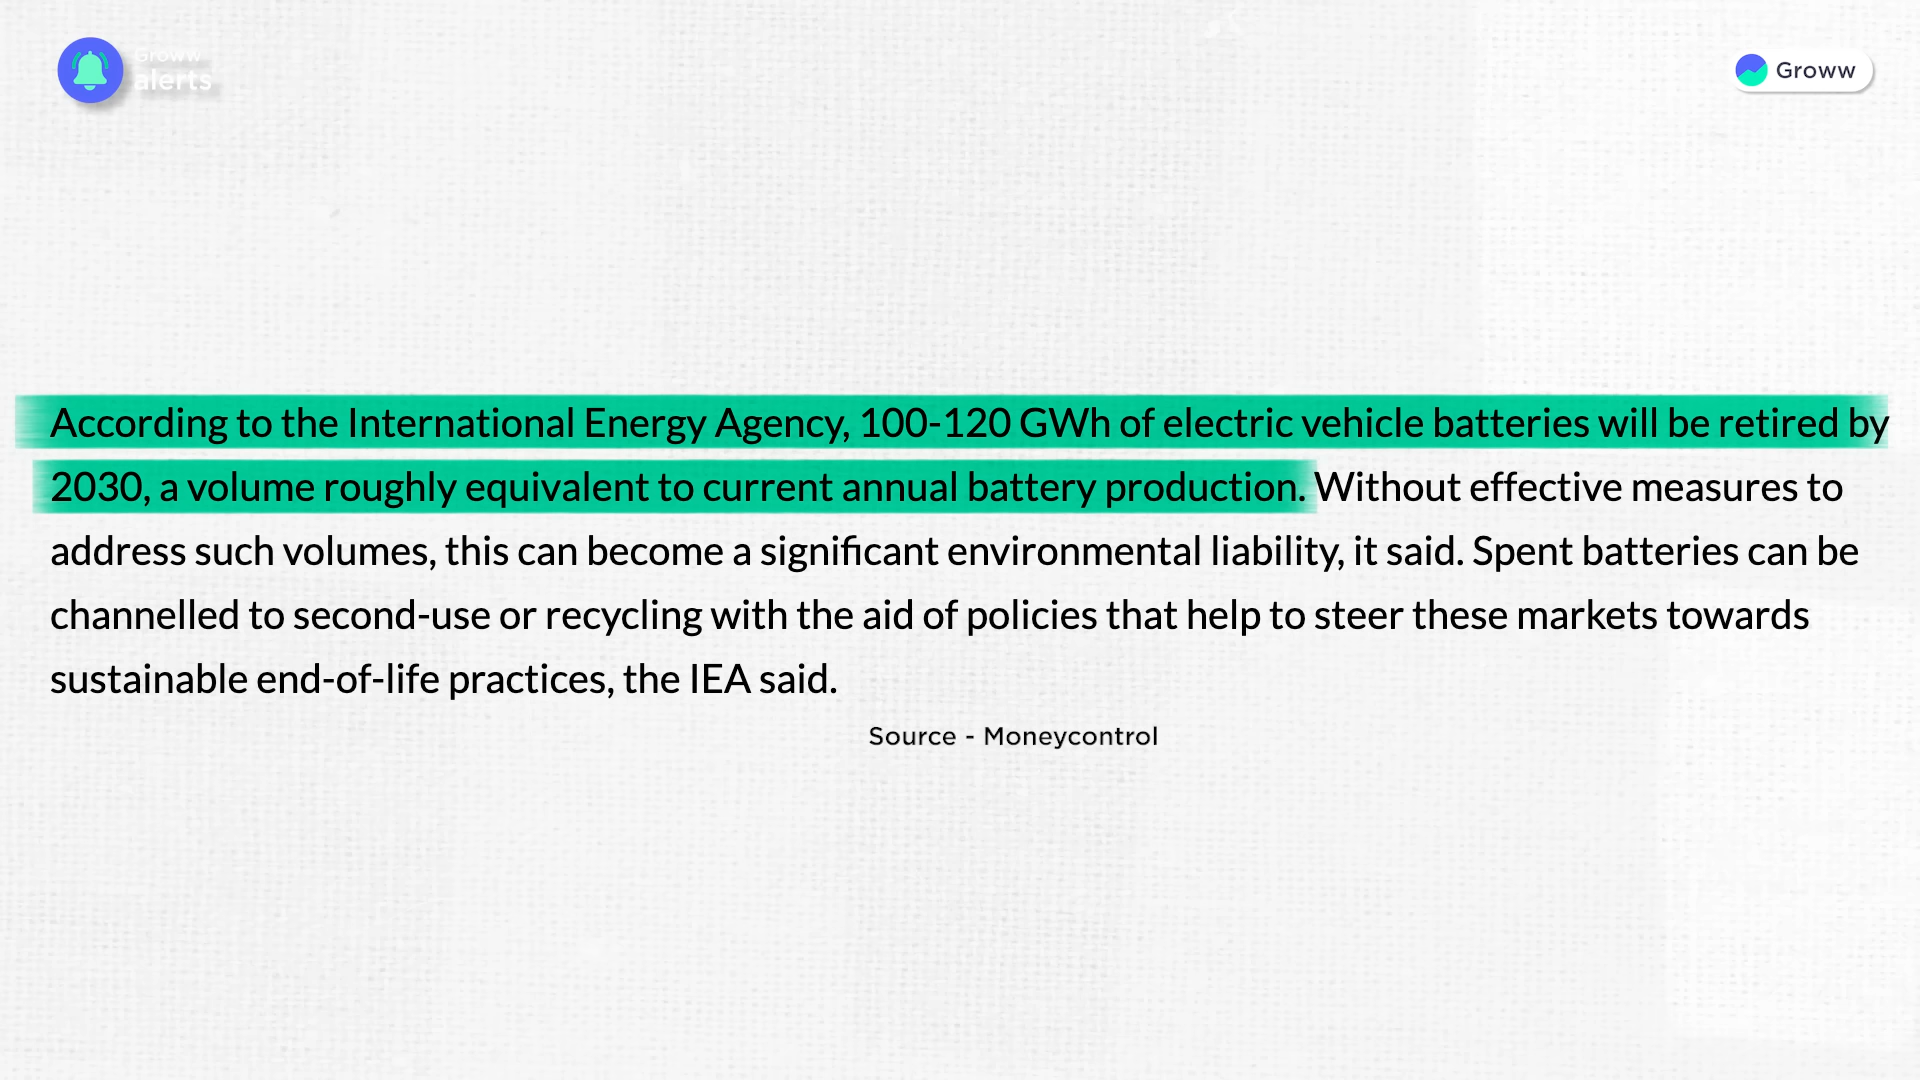 Groww
alerts
Groww
According to the International Energy Agency, 100-120 GWh of electric vehicle batteries will be retired by
2030, a volume roughly equivalent to current annual battery production. Without effective measures to
address such volumes, this can become a significant environmental liability, it said. Spent batteries can be
channelled to second-use or recycling with the aid of policies that help to steer these markets towards
sustainable end-of-life practices, the IEA said.
Source - Moneycontrol